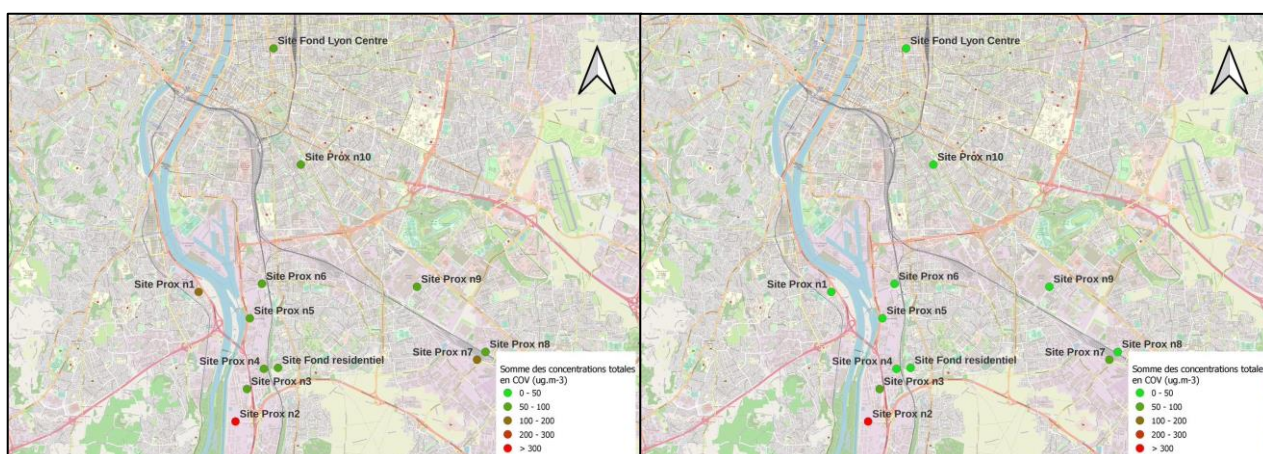 Site Fond Lyon Centre
Site Prox n10
Site Prox n6
Site Prox n9
Site Prox n1
Site Prox n5
Site Prox n8
Site Prox n7
Site Prox n4
Site Fond residentiel
Site Prox n3
Site Prox n2
Somme des concentrations totales
en COV (ug.m-3)
0 - 50
50 - 100
100 - 200
200 - 300
> 300
Site Fond Lyon Centre
Site Prox n10
Site Prox n6
Site Prox n9
Site Prox n1
Site Prox n5
Site Prox n8
Site Prox n7
Site Prox n4
Site Fond residentiel
Site Prox n3
Site Prox n2
Somme des concentrations totales
en COV (ug.m-3)
0 - 50
50 - 100
100 - 200
200 - 300
> 300